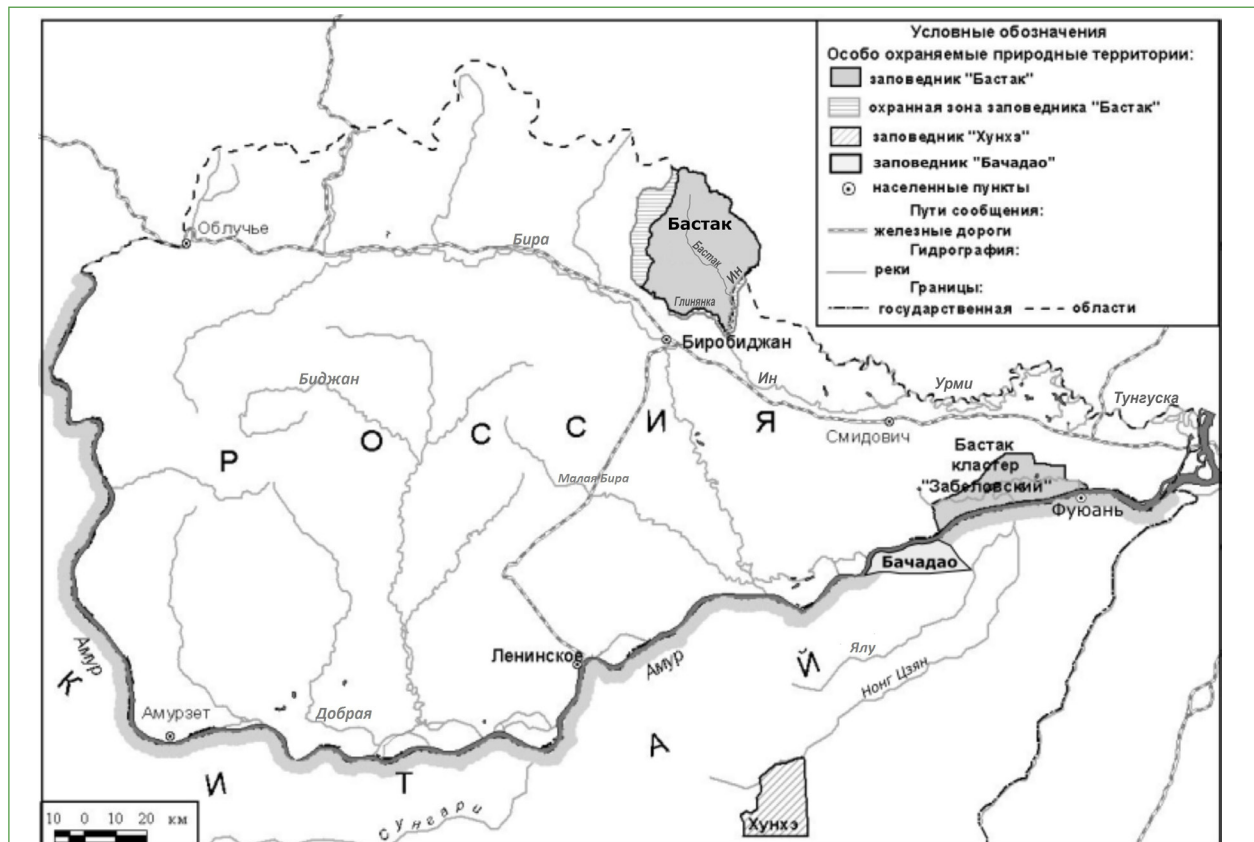 Условные обозначения
Особо охраняемые природные территории:
заповедник "Бастак"
охранная зона заповедника "Бастак"
заповедник "Хунхэ"
заповедник "Бачадао"
населенные пункты
Пути сообщения:
железные дороги
Гидрография:
реки
Границы:
государственная
области
Облучье
Бира
Бастак
Бастак
Ин
Глинянка
Биробиджан
Биджан
Ин
Урми
Тунгуска
РОССИЯ
Смидович
Бастак
кластер
"Забеловский"
Малая Бира
Фуюань
Бачадао
Амур
Ленинское
Амур
Ялу
Нонг Цзян
Амурзет
Добрая
КИТАЙ
Сунгари
Хунхэ
10 0 10 20 км